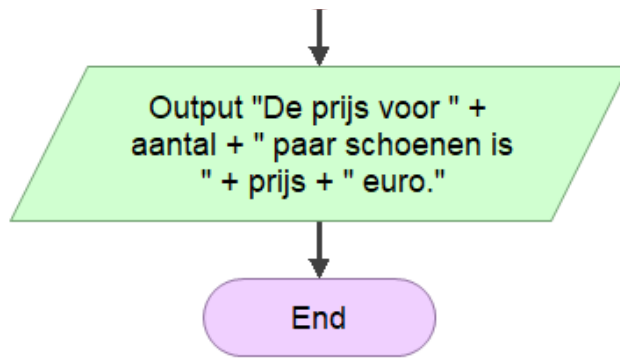 Output "De prijs voor " +
aantal + " paar schoenen is
" + prijs + " euro."
End